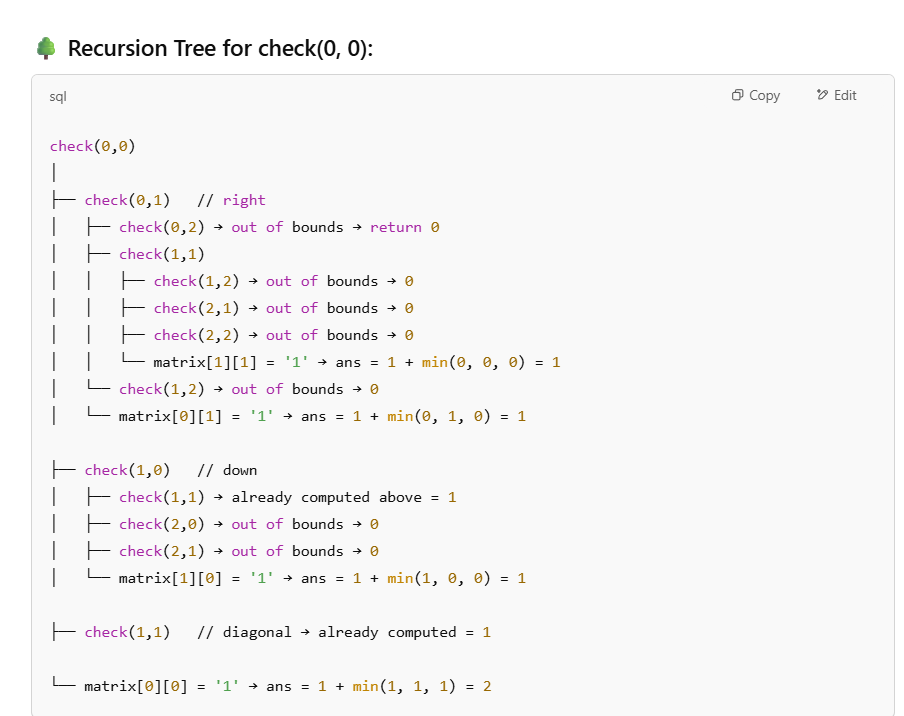 🌲 Recursion Tree for check(0, 0):
sql
Copy
Edit
check(0,0)
│
├── check(0,1)   // right
│   ├── check(0,2) → out of bounds → return 0
│   ├── check(1,1)
│   │   ├── check(1,2) → out of bounds → 0
│   │   ├── check(2,1) → out of bounds → 0
│   │   ├── check(2,2) → out of bounds → 0
│   │   └── matrix[1][1] = '1' → ans = 1 + min(0, 0, 0) = 1
│   └── check(1,2) → out of bounds → 0
│   └── matrix[0][1] = '1' → ans = 1 + min(0, 1, 0) = 1
├── check(1,0)   // down
│   ├── check(1,1) → already computed above = 1
│   ├── check(2,0) → out of bounds → 0
│   ├── check(2,1) → out of bounds → 0
│   └── matrix[1][0] = '1' → ans = 1 + min(1, 0, 0) = 1
├── check(1,1)   // diagonal → already computed = 1
└── matrix[0][0] = '1' → ans = 1 + min(1, 1, 1) = 2